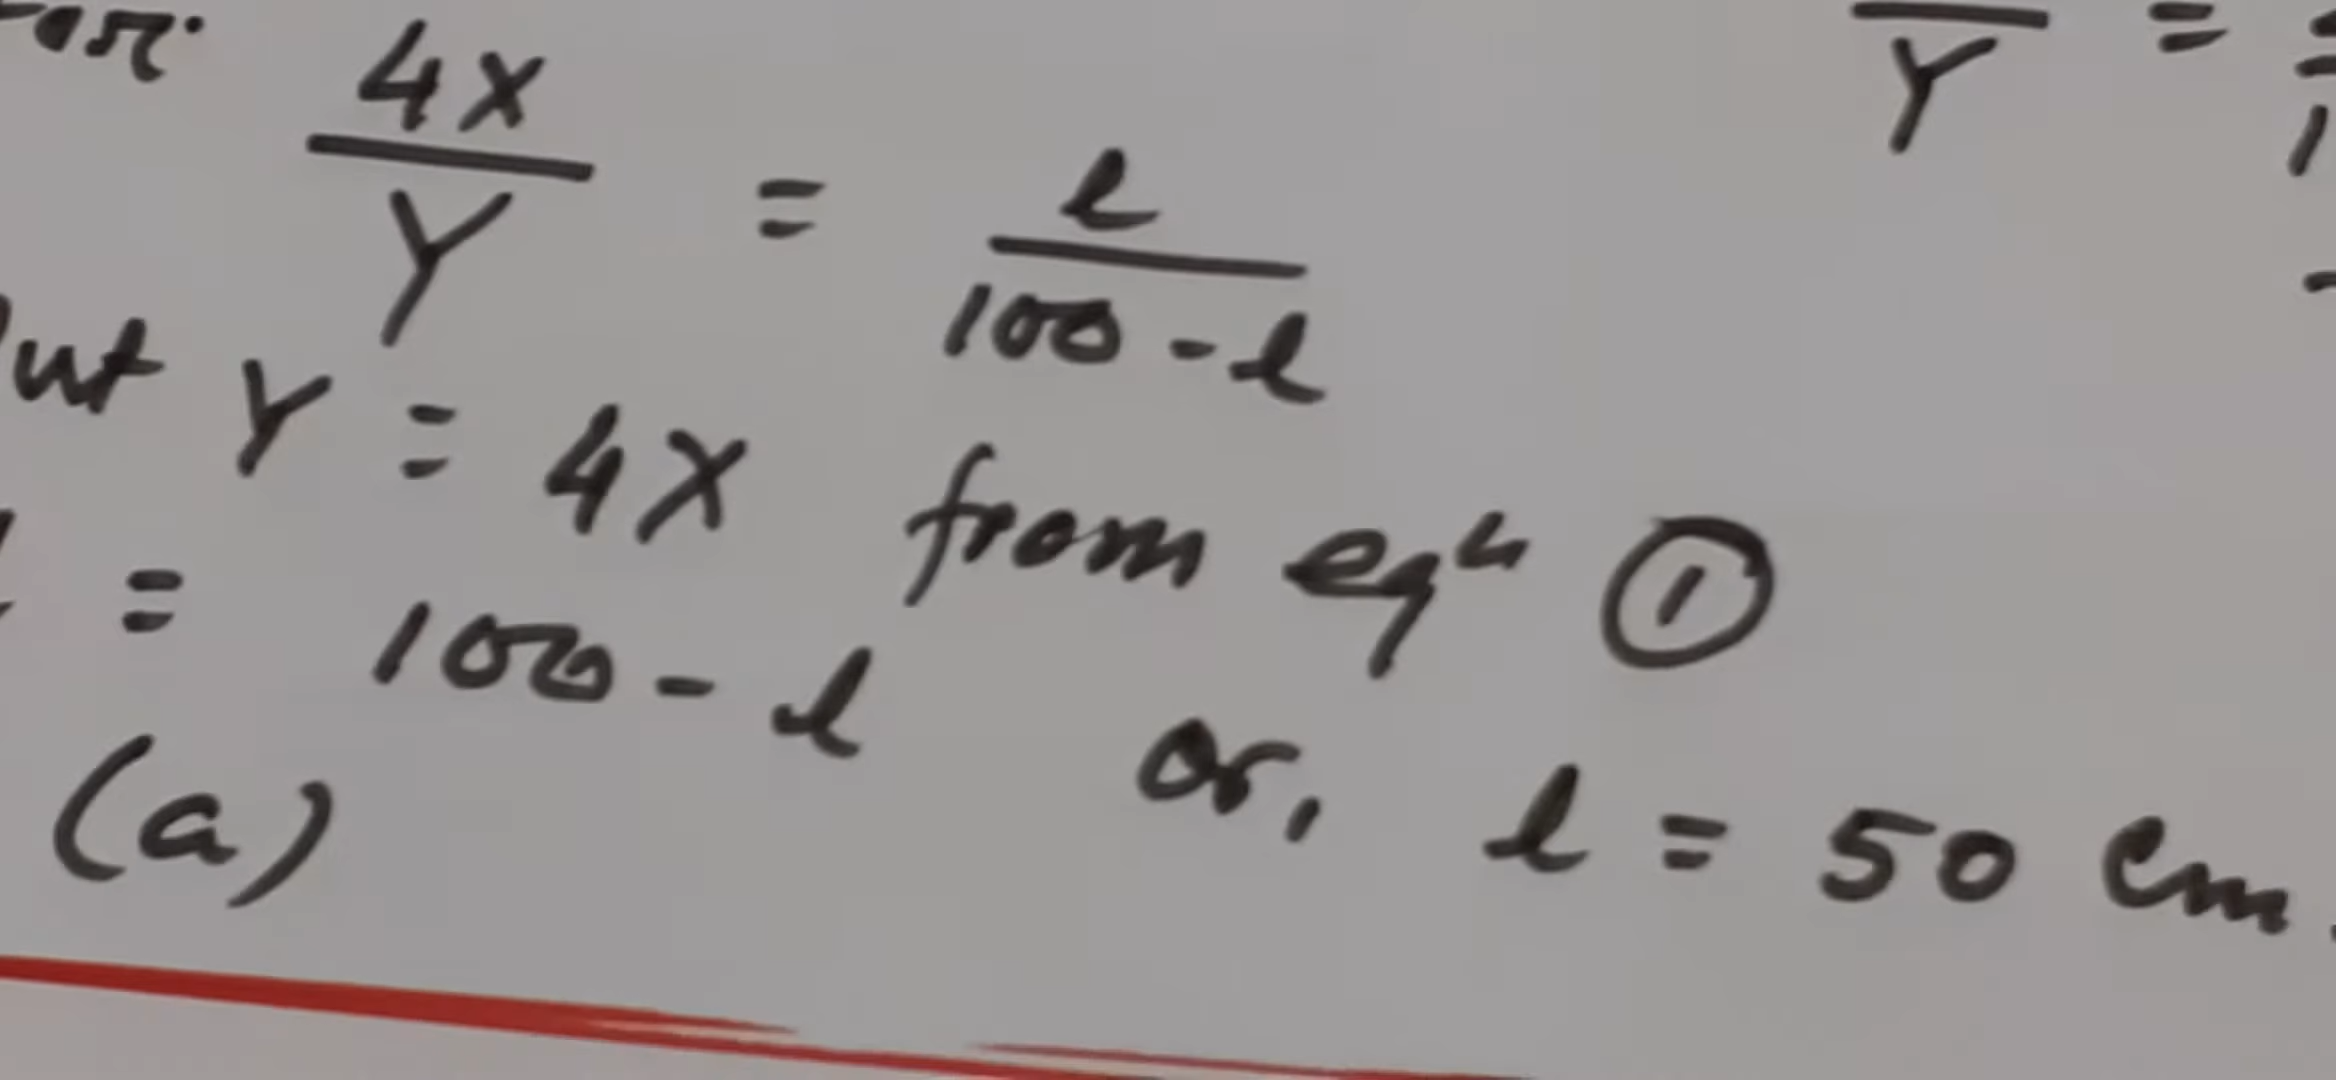 4X / Y = l / 100 - l
Y =
Y = 4X from eqn ①
= 100 - l or, l = 50 cm.
(a)